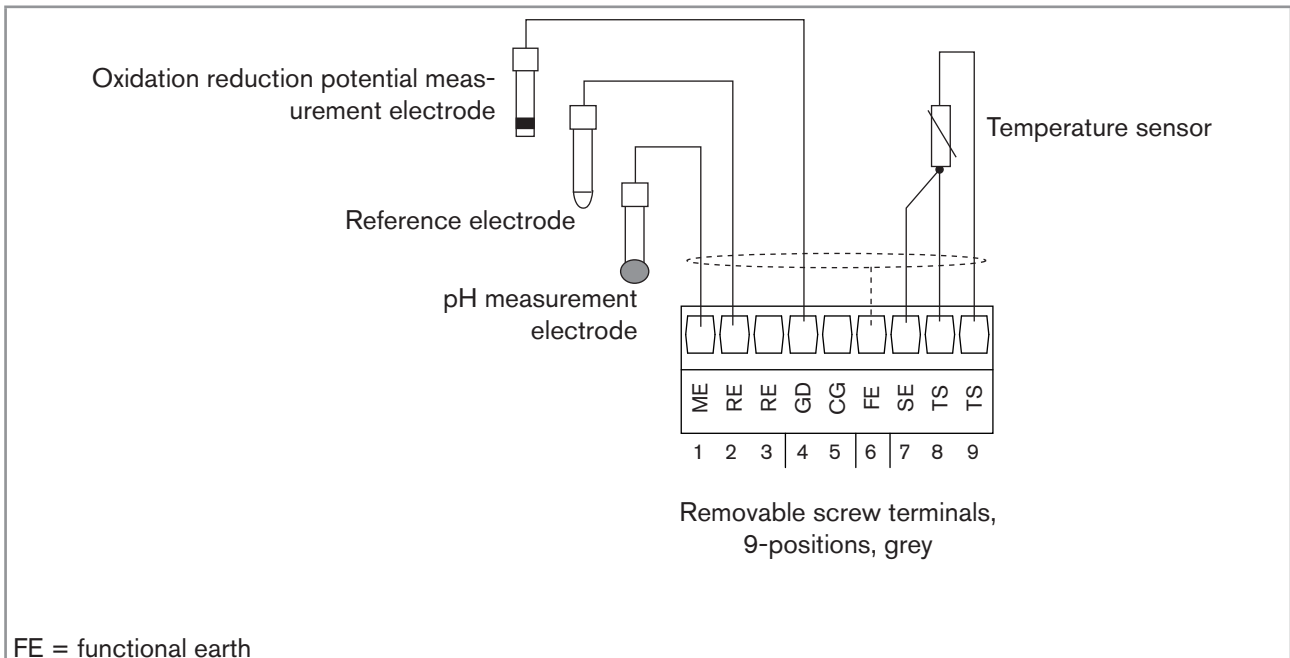 Oxidation reduction potential meas-
urement electrode
Temperature sensor
Reference electrode
pH measurement
electrode
ME RE RE GD CG FE SE TS TS
1 2 3 4 5 6 7 8 9
Removable screw terminals,
9-positions, grey
FE = functional earth